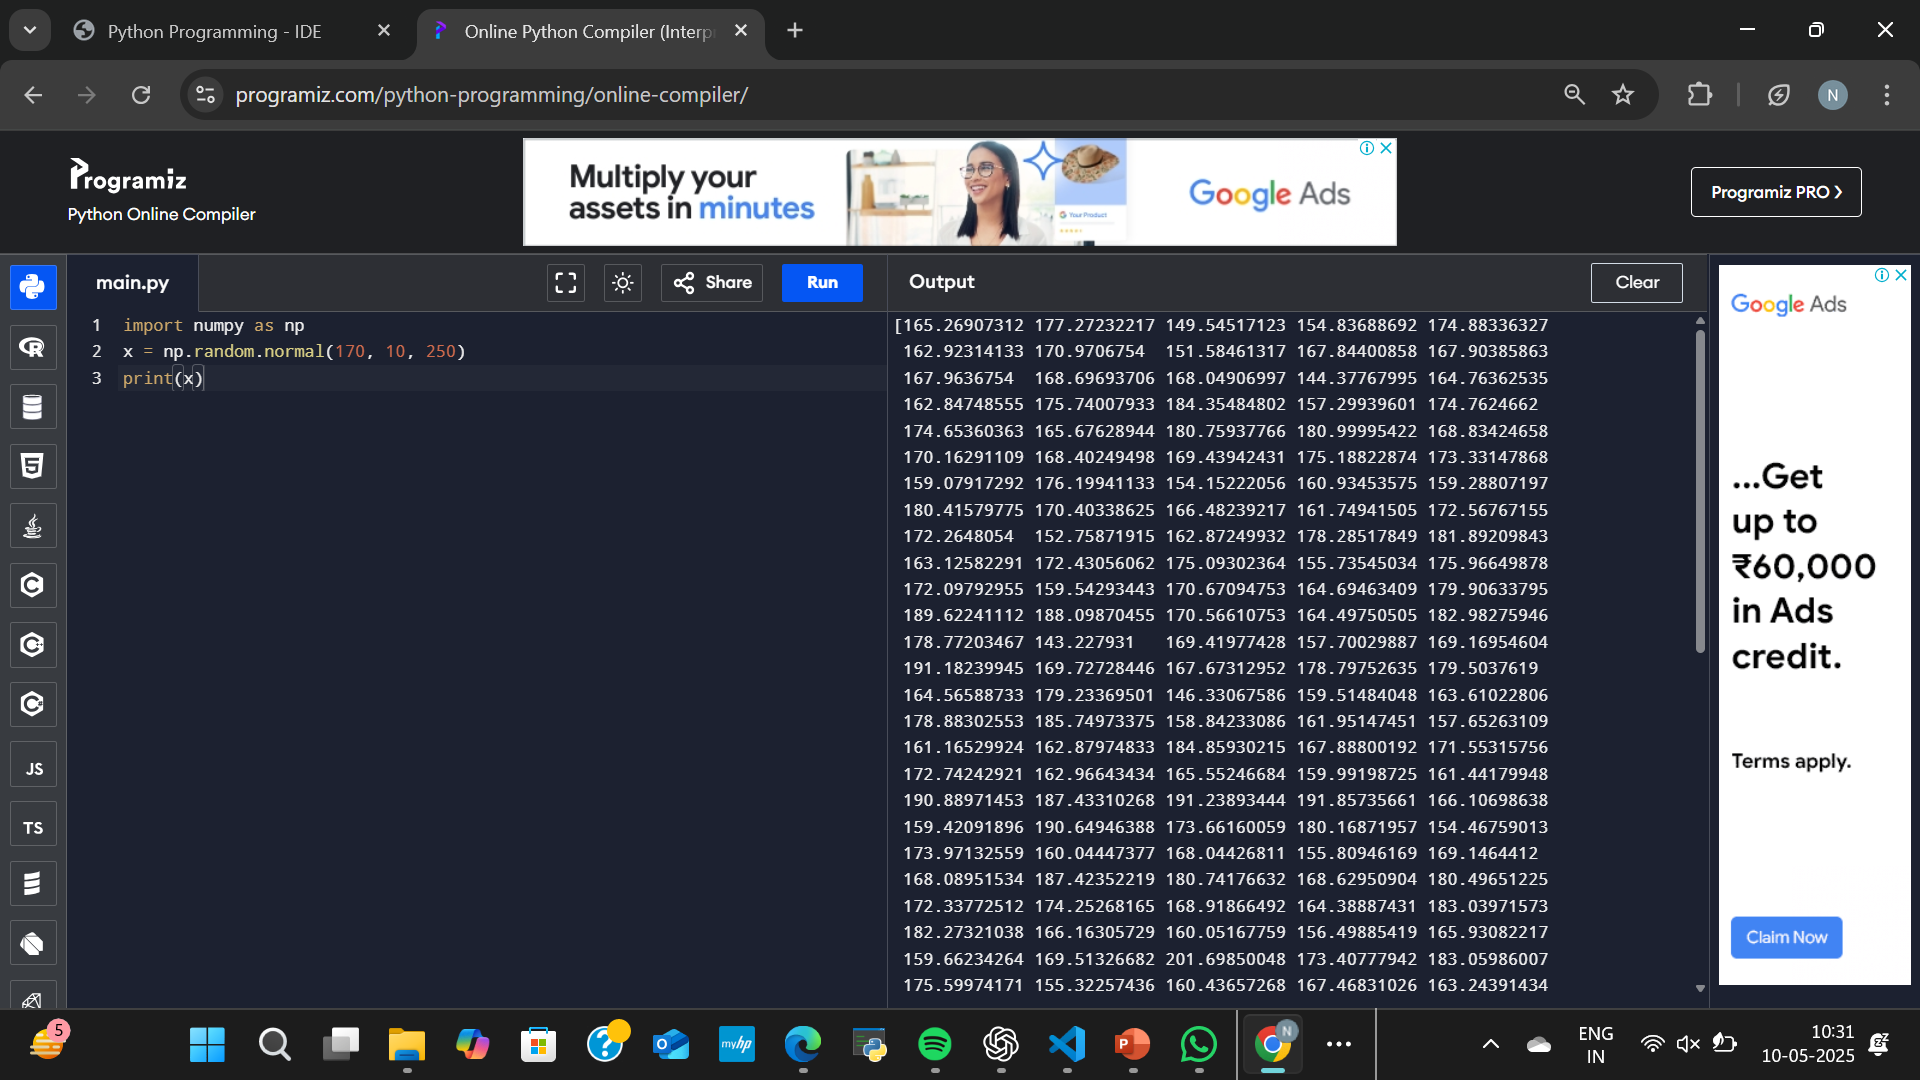 Python Programming - IDE
Online Python Compiler (Interp
programiz.com/python-programming/online-compiler/
N
Programiz
Python Online Compiler
Multiply your
assets in minutes
Your Product
Google Ads
Programiz PRO
main.py
Share
Run
Output
Clear
1 import numpy as np
2 x = np.random.normal(170, 10, 250)
3 print(x)
[165.26907312 177.27232217 149.54517123 154.83688692 174.88336327
162.92314133 170.9706754 151.58461317 167.84400858 167.90385863
167.9636754 168.69693706 168.04906997 144.37767995 164.76362535
162.84748555 175.74007933 184.35484802 157.29939601 174.7624662
174.65360363 165.67628944 180.75937766 180.99995422 168.83424658
170.16291109 168.40249498 169.43942431 175.18822874 173.33147868
159.07917292 176.19941133 154.15222056 160.93453575 159.28807197
180.41579775 170.40338625 166.48239217 161.74941505 172.56767155
172.2648054 152.75871915 162.87249932 178.28517849 181.89209843
163.12582291 172.43056062 175.09302364 155.73545034 175.96649878
172.09792955 159.54293443 170.67094753 164.69463409 179.90633795
189.62241112 188.09870455 170.56610753 164.49750505 182.98275946
178.77203467 143.227931 169.41977428 157.70029887 169.16954604
191.18239945 169.72728446 167.67312952 178.79752635 179.5037619
164.56588733 179.23369501 146.33067586 159.51484048 163.61022806
178.88302553 185.74973375 158.84233086 161.95147451 157.65263109
161.16529924 162.87974833 184.85930215 167.88800192 171.55315756
172.74242921 162.96643434 165.55246684 159.99198725 161.44179948
190.88971453 187.43310268 191.23893444 191.85735661 166.10698638
159.42091896 190.64946388 173.66160059 180.16871957 154.46759013
173.97132559 160.04447377 168.04426811 155.80946169 169.1464412
168.08951534 187.42352219 180.74176632 168.62950904 180.49651225
172.33772512 174.25268165 168.91866492 164.38887431 183.03971573
182.27321038 166.16305729 160.05167759 156.49885419 165.93082217
159.66234264 169.51326682 201.69850048 173.40777942 183.05986007
175.59974171 155.32257436 160.43657268 167.46831026 163.24391434
Google Ads
...Get
up to
₹60,000
in Ads
credit.
Terms apply.
Claim Now
JS
TS
5
myhp
N
ENG
IN
10:31
10-05-2025